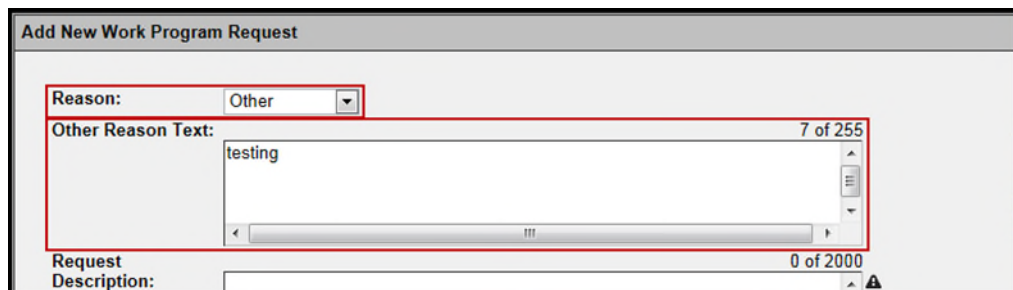 Add New Work Program Request
Reason: Other
Other Reason Text: 7 of 255
testing
Request 0 of 2000
Description: